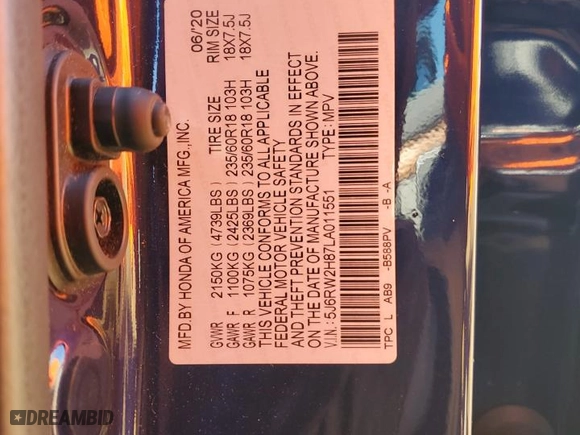 MFD.BY HONDA OF AMERICA MFG.,INC. 06/'20
GVWR 2150KG (4739LBS) TIRE SIZE RIM SIZE
GAWR F 1100KG (2425LBS) 235/60R18 103H 18X7.5J
GAWR R 1075KG (2369LBS) 235/60R18 103H 18X7.5J
THIS VEHICLE CONFORMS TO ALL APPLICABLE
FEDERAL MOTOR VEHICLE SAFETY
AND THEFT PREVENTION STANDARDS IN EFFECT
ON THE DATE OF MANUFACTURE SHOWN ABOVE.
V.I.N.: 5J6RW2H87LA011551 TYPE: MPV
TPC L AB9 -B588PV -B -A
DREAMBID